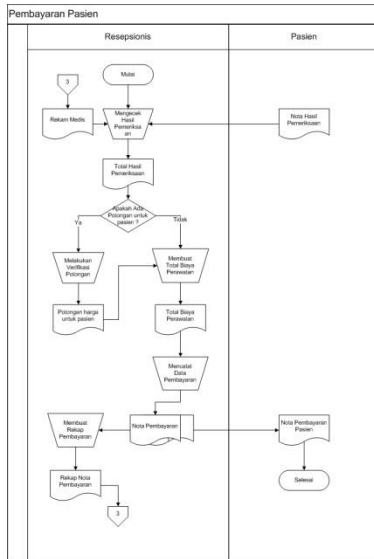 Pembayaran Pasien
Resepsionis
Pasien
3
Mulai
Rekam Medis
Mengecek
Hasil
Pemeriksa
an
Nota Hasil
Pemeriksaan
Total Hasil
Pemeriksaan
Apakah Ada
Potongan untuk
pasien ?
Ya
Tidak
Melakukan
Verifikasi
Potongan
Membuat
Total Biaya
Perawatan
Potongan harga
untuk pasien
Total Biaya
Perawatan
Mencatat
Data
Pembayaran
Membuat
Rekap
Pembayaran
Nota Pembayaran
Nota Pembayaran
Pasien
Rekap Nota
Pembayaran
Selesai
3